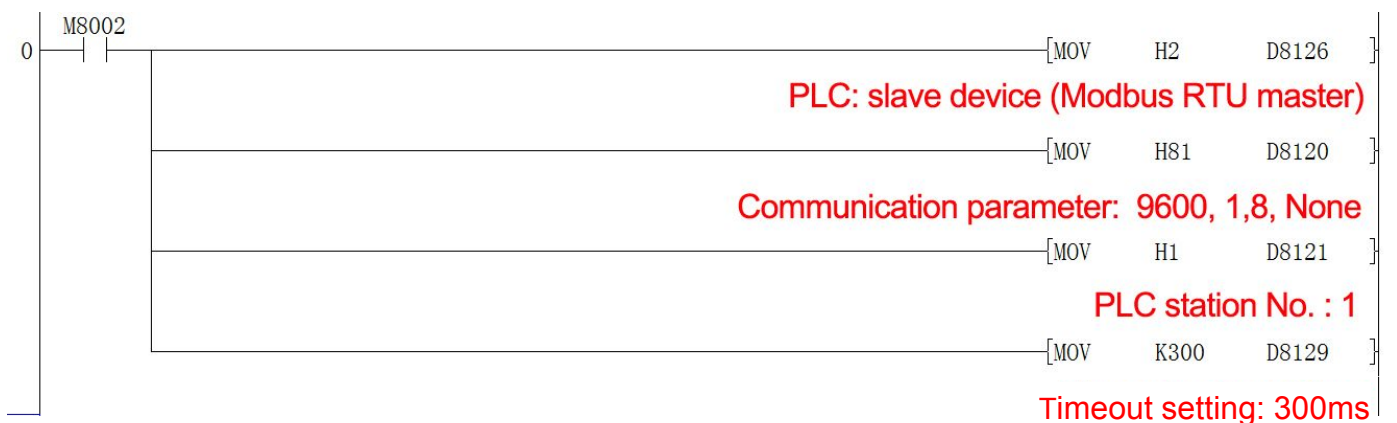 M8002
0 [MOV H2 D8126 ]
PLC: slave device (Modbus RTU master)
[MOV H81 D8120 ]
Communication parameter: 9600, 1,8, None
[MOV H1 D8121 ]
PLC station No. : 1
[MOV K300 D8129 ]
Timeout setting: 300ms